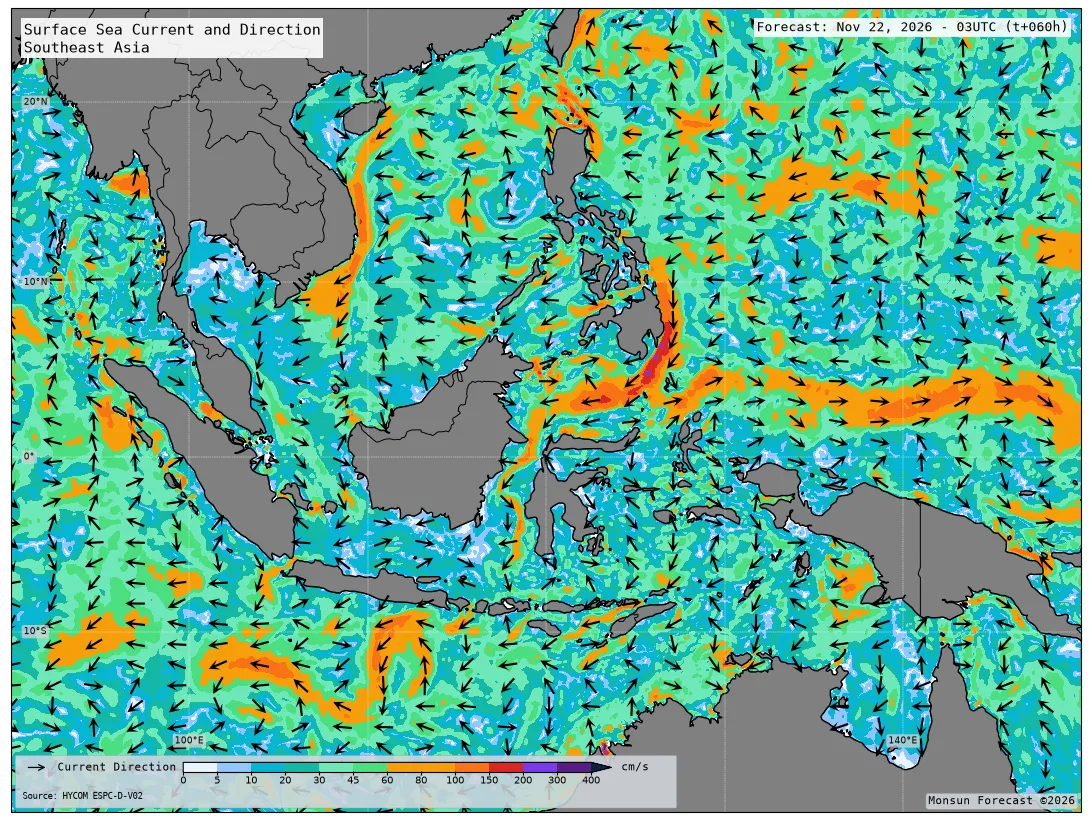 Surface Sea Current and Direction
Southeast Asia
Forecast: Nov 22, 2026 - 03UTC (t+060h)
20°N
10°N
0°
10°S
100°E
140°E
Current Direction
cm/s
0 5 10 20 30 45 60 80 100 150 200 300 400
Source: HYCOM ESPC-D-V02
Monsun Forecast ©2026